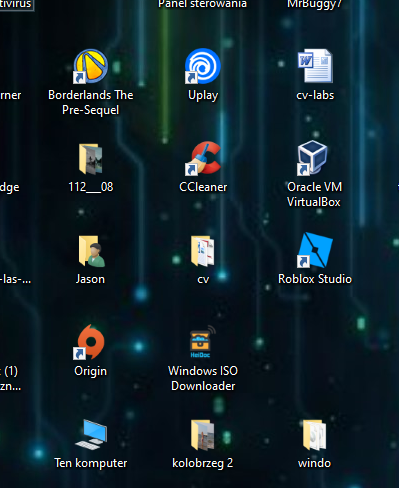 tivirus
Panel sterowania
MrBuggy7
rner
Borderlands The
Pre-Sequel
Uplay
cv-labs
dge
112___08
CCleaner
Oracle VM
VirtualBox
-las-...
Jason
cv
Roblox Studio
(1)
zn...
Origin
HeiDoc
Windows ISO
Downloader
Ten komputer
kolobrzeg 2
windo